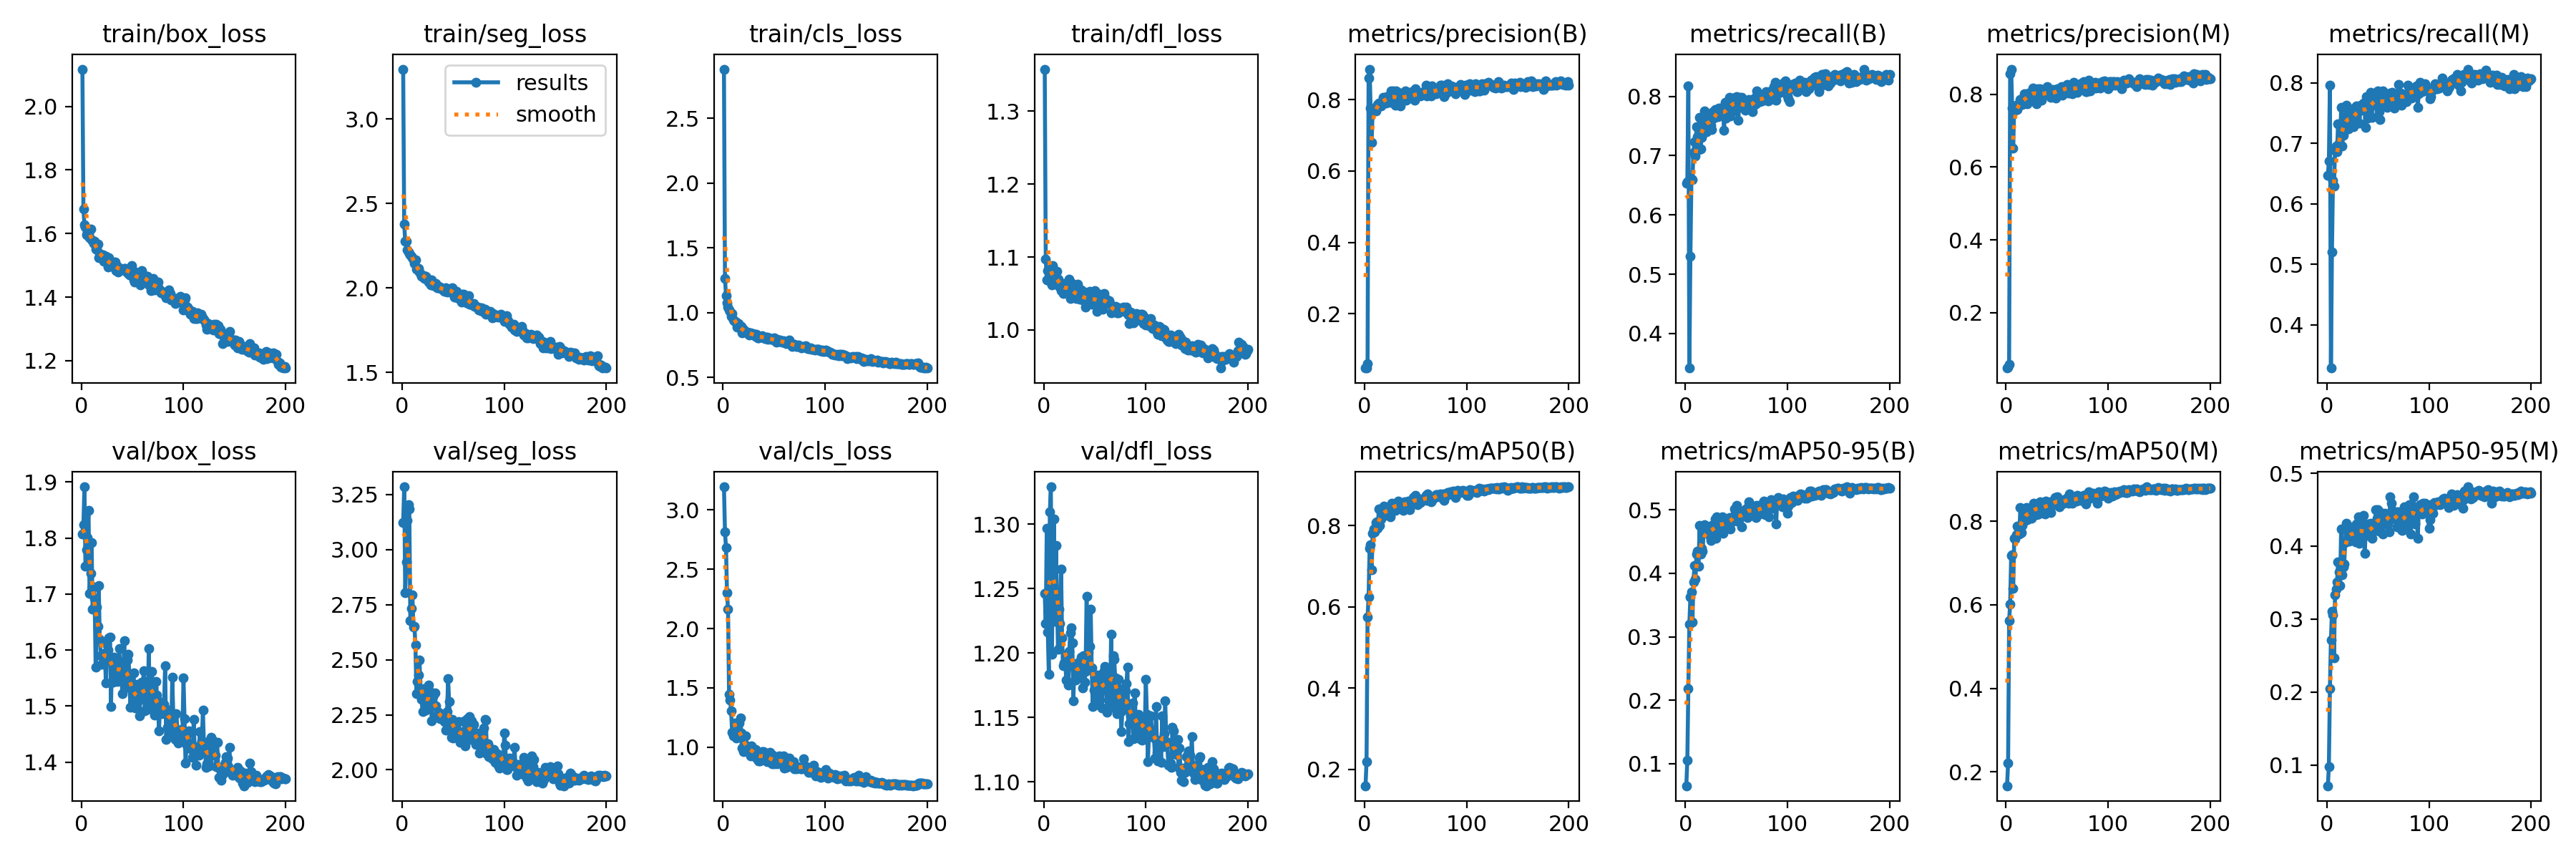 train/box_loss
2.0
1.8
1.6
1.4
1.2
0 100 200
train/seg_loss
results
smooth
3.0
2.5
2.0
1.5
0 100 200
train/cls_loss
2.5
2.0
1.5
1.0
0.5
0 100 200
train/dfl_loss
1.3
1.2
1.1
1.0
0 100 200
metrics/precision(B)
0.8
0.6
0.4
0.2
0 100 200
metrics/recall(B)
0.8
0.7
0.6
0.5
0.4
0 100 200
metrics/precision(M)
0.8
0.6
0.4
0.2
0 100 200
metrics/recall(M)
0.8
0.7
0.6
0.5
0.4
0 100 200
val/box_loss
1.9
1.8
1.7
1.6
1.5
1.4
0 100 200
val/seg_loss
3.25
3.00
2.75
2.50
2.25
2.00
0 100 200
val/cls_loss
3.0
2.5
2.0
1.5
1.0
0 100 200
val/dfl_loss
1.30
1.25
1.20
1.15
1.10
0 100 200
metrics/mAP50(B)
0.8
0.6
0.4
0.2
0 100 200
metrics/mAP50-95(B)
0.5
0.4
0.3
0.2
0.1
0 100 200
metrics/mAP50(M)
0.8
0.6
0.4
0.2
0 100 200
metrics/mAP50-95(M)
0.5
0.4
0.3
0.2
0.1
0 100 200